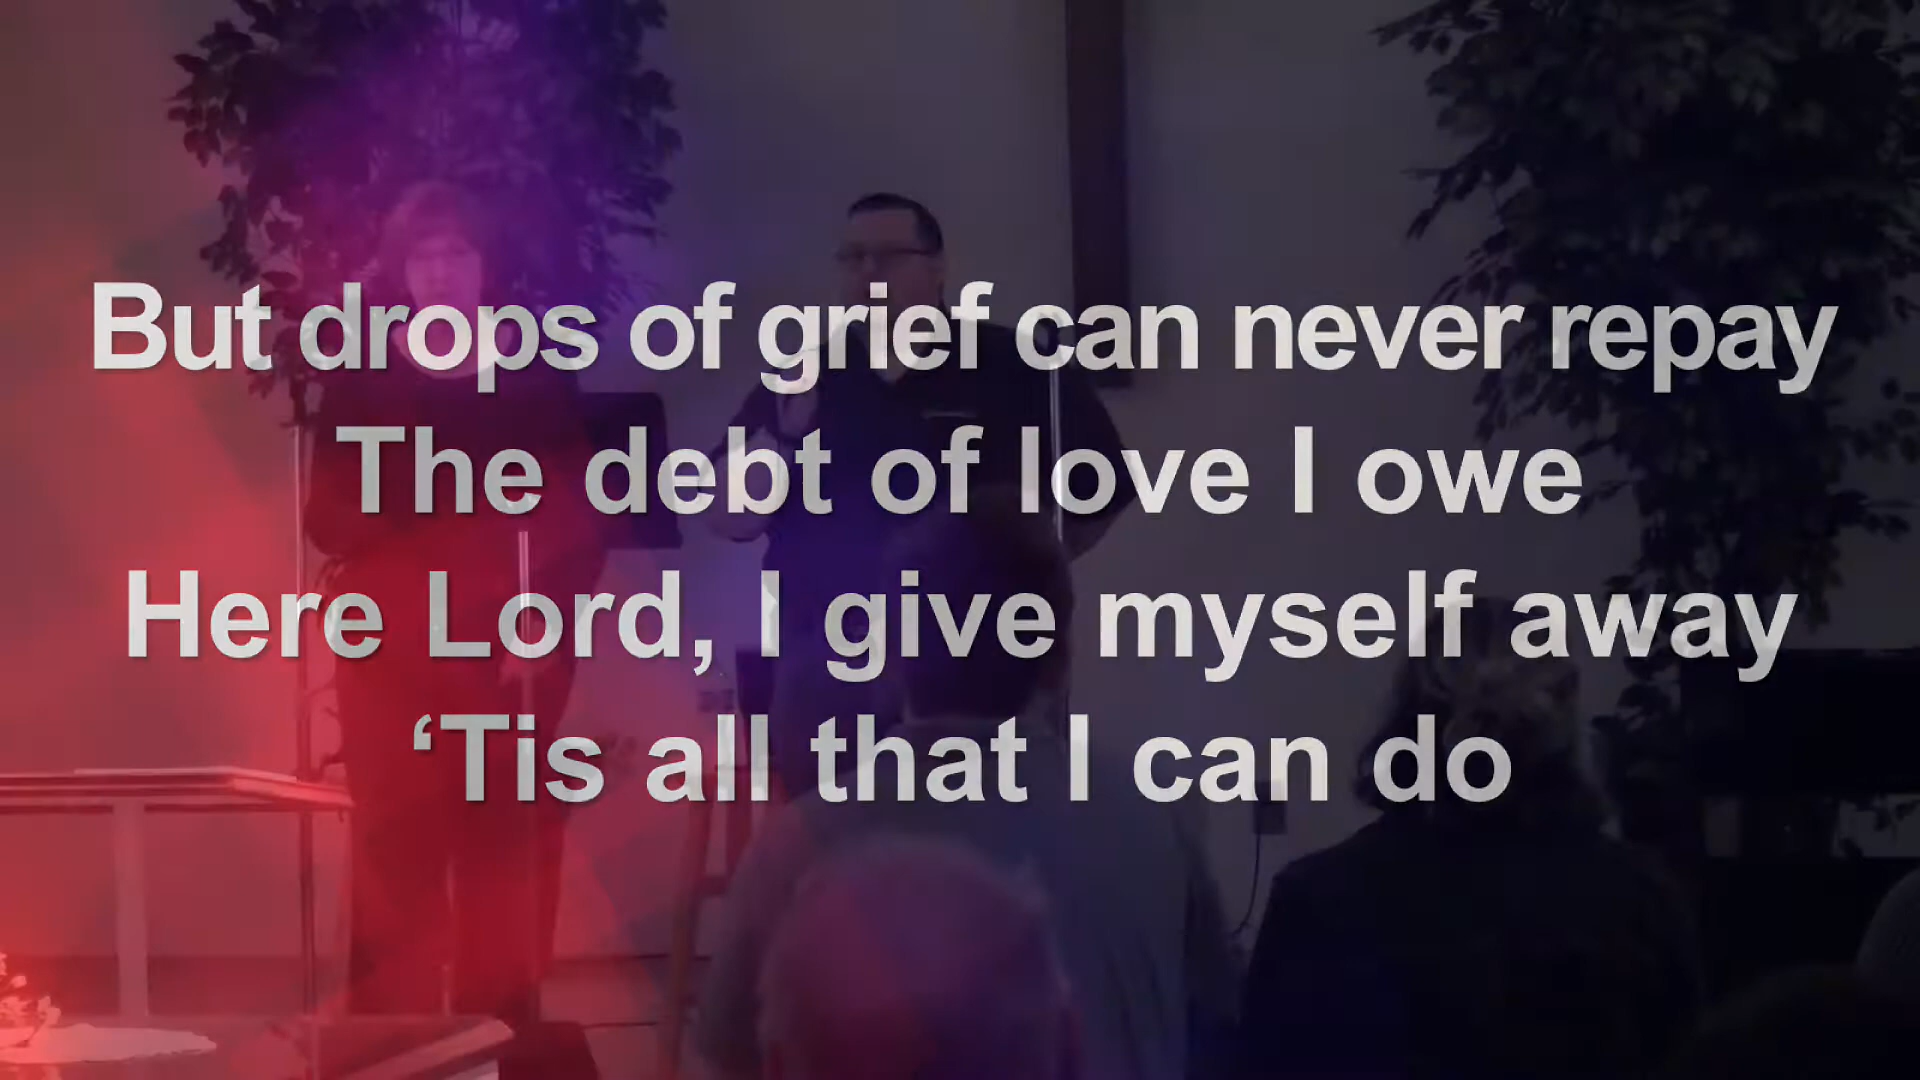 But drops of grief can never repay
The debt of love I owe
Here Lord, I give myself away
‘Tis all that I can do